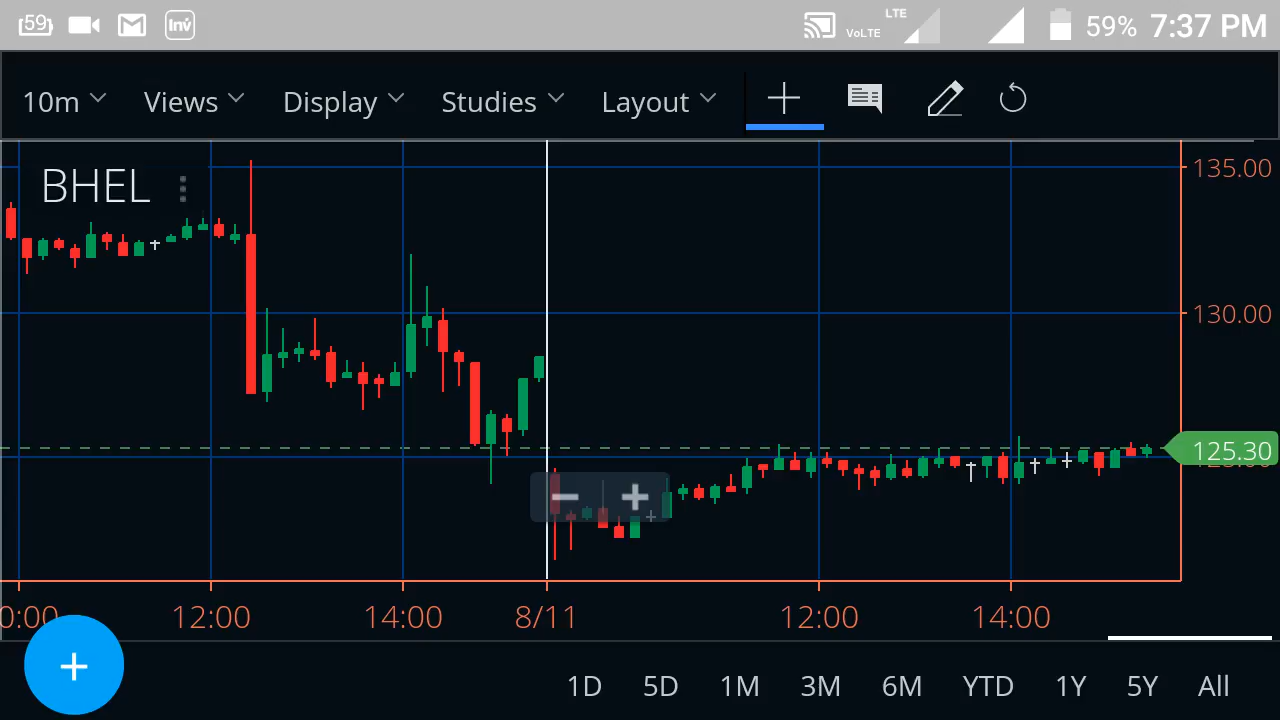 59 Inv VoLTE LTE 59% 7:37 PM
10m Views Display Studies Layout
BHEL
135.00
130.00
125.30
0:00 12:00 14:00 8/11 12:00 14:00
1D 5D 1M 3M 6M YTD 1Y 5Y All